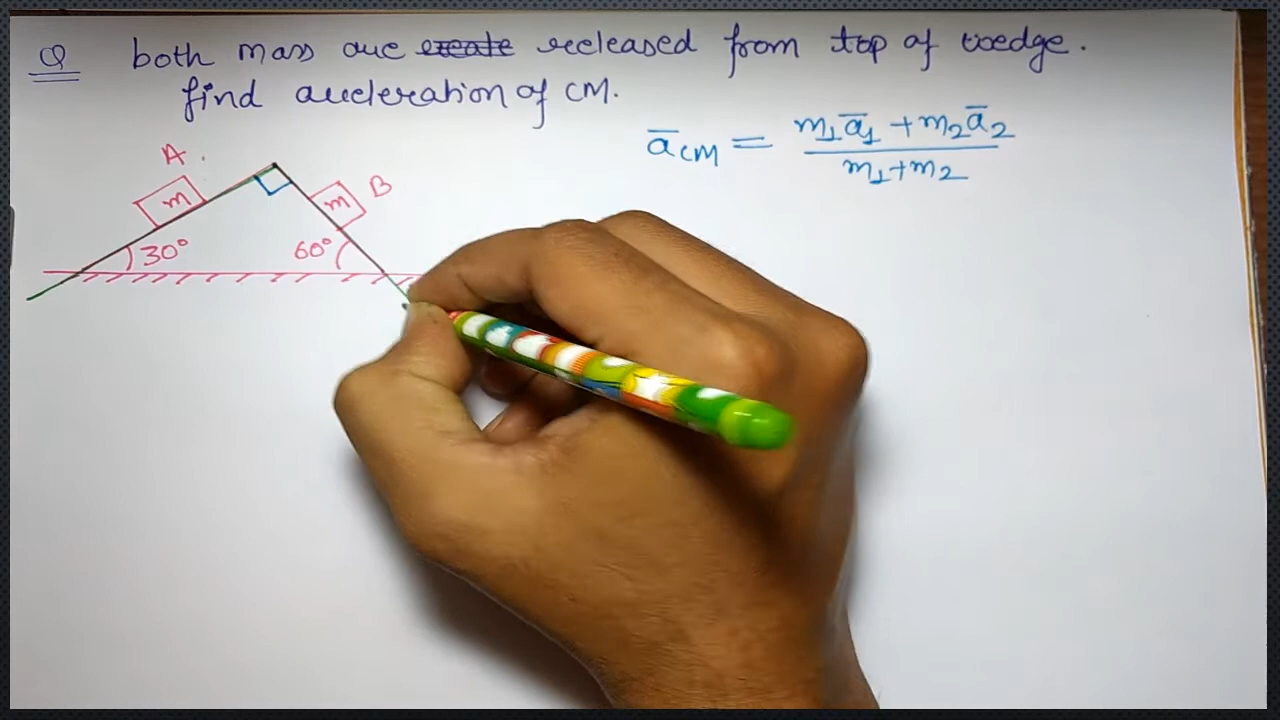 Q both mass are create released from top of wedge.
find acceleration of CM.
a̅CM = m1a̅1 + m2a̅2
m1+m2
A
m
m
B
30°
60°